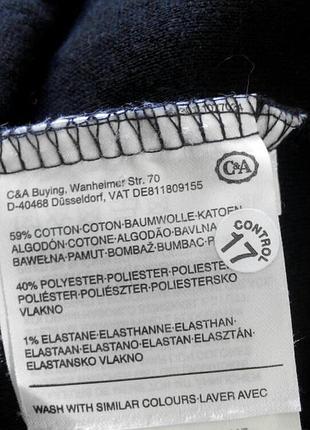 C&A
C&A Buying, Wanheimer Str. 70
D-40468 Düsseldorf, VAT DE811809155
59% COTTON·COTON·BAUMWOLLE·KATOEN
ALGODÓN·COTONE·ALGODÃO·BAVLNA
BAWEŁNA·PAMUT·BOMBAŽ·BUMBAC·P
CONTROL
17
40% POLYESTER·POLIESTER·POLIEST
POLIÉSTER·POLIÉSZTER·POLIESTERSKO
VLAKNO
1% ELASTANE·ELASTHANNE·ELASTHAN·
ELASTAAN·ELASTANO·ELASTAN·ELASZTÁN·
ELASTANSKO VLAKNO
WASH WITH SIMILAR COLOURS·LAVER AVEC